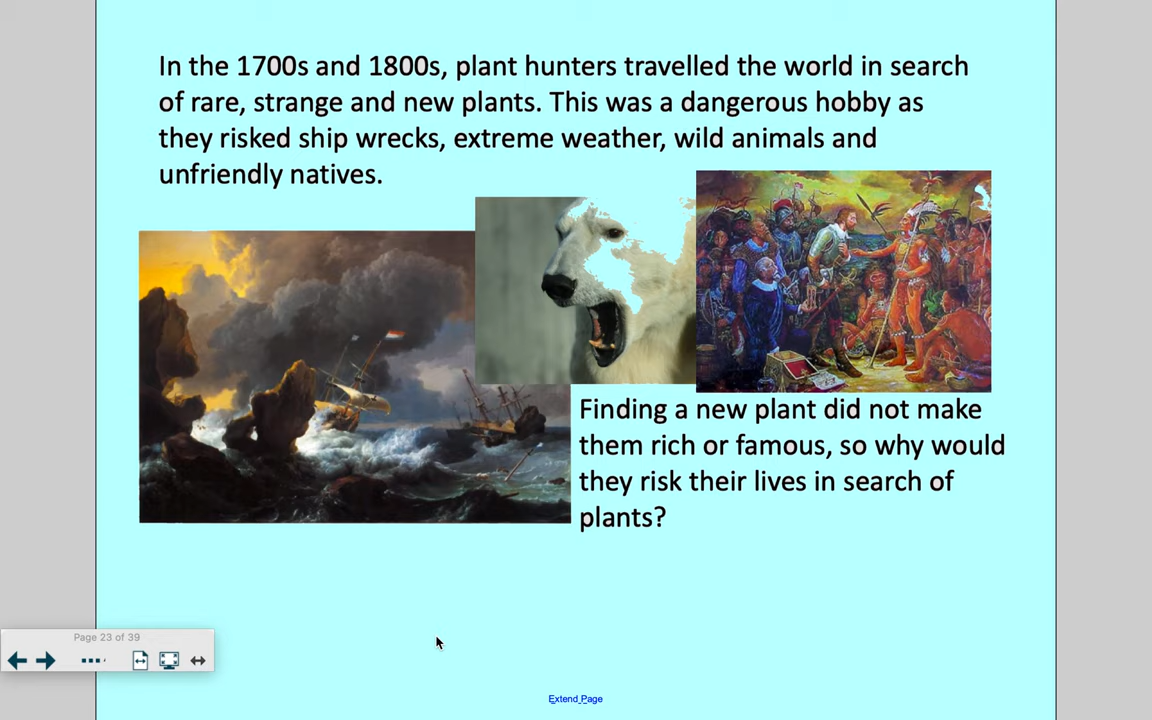 In the 1700s and 1800s, plant hunters travelled the world in search
of rare, strange and new plants. This was a dangerous hobby as
they risked ship wrecks, extreme weather, wild animals and
unfriendly natives.
Finding a new plant did not make
them rich or famous, so why would
they risk their lives in search of
plants?
Page 23 of 39
Extend Page